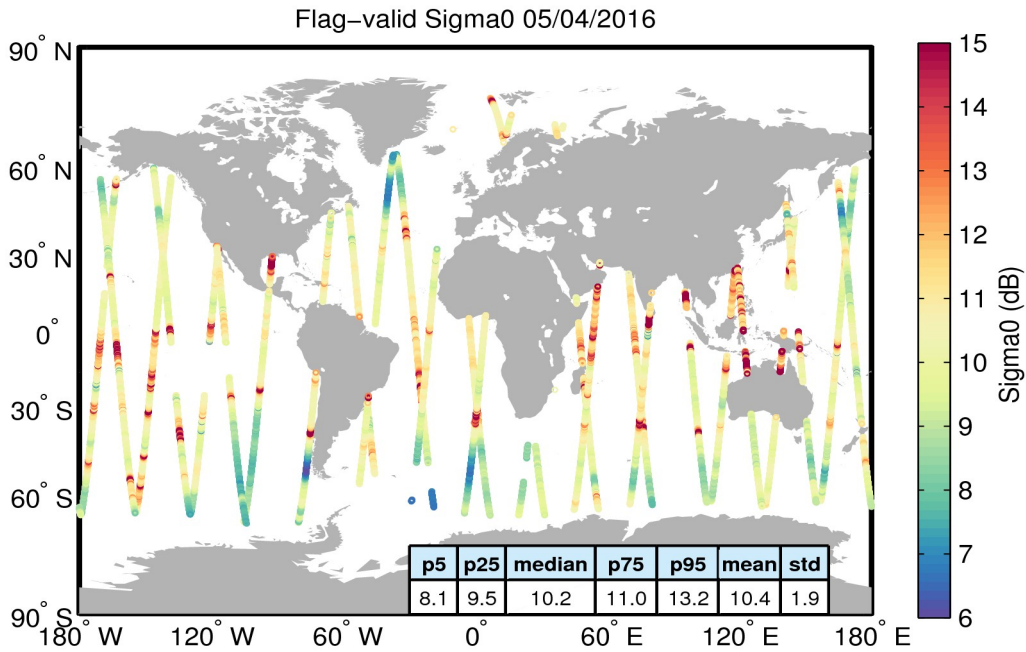 Flag−valid Sigma0 05/04/2016
90° N
60° N
30° N
0°
30° S
60° S
90° S
180° W
120° W
60° W
0°
60° E
120° E
180° E
p5 p25 median p75 p95 mean std
8.1 9.5 10.2 11.0 13.2 10.4 1.9
15
14
13
12
11
10
9
8
7
6
Sigma0 (dB)